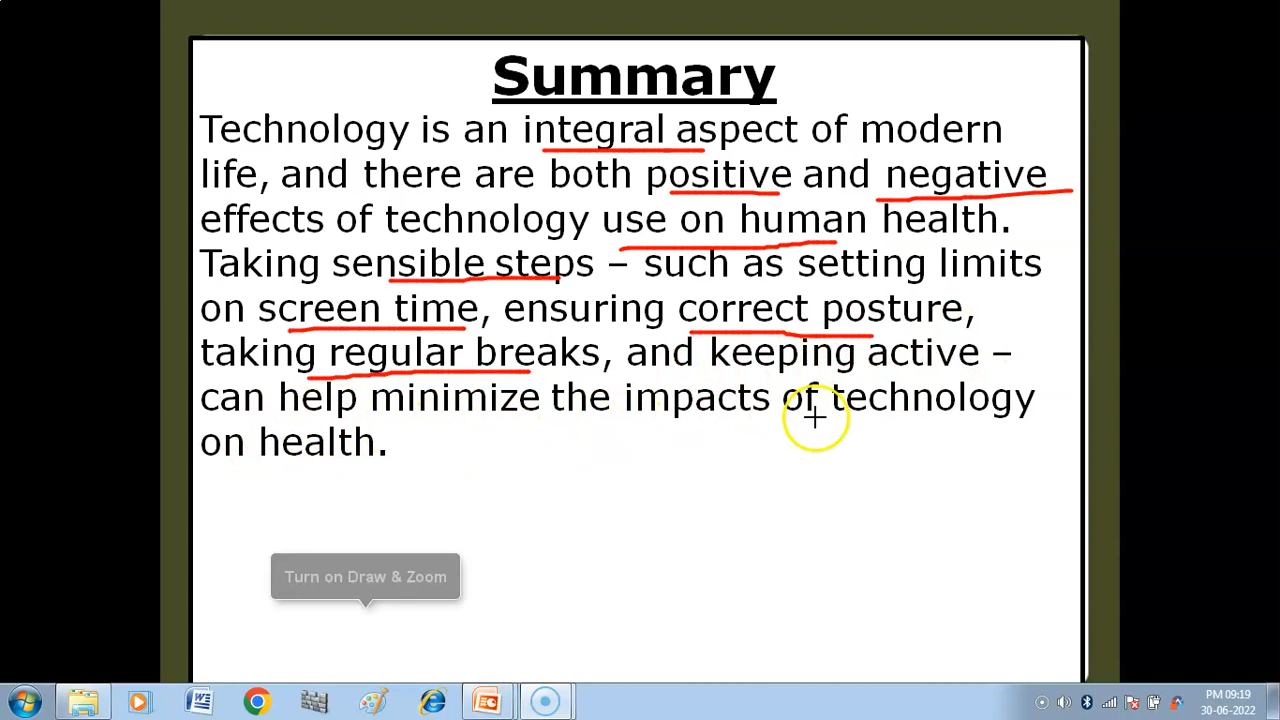 Summary
Technology is an integral aspect of modern
life, and there are both positive and negative
effects of technology use on human health.
Taking sensible steps – such as setting limits
on screen time, ensuring correct posture,
taking regular breaks, and keeping active –
can help minimize the impacts of technology
on health.
Turn on Draw & Zoom
PM 09:19
30-06-2022